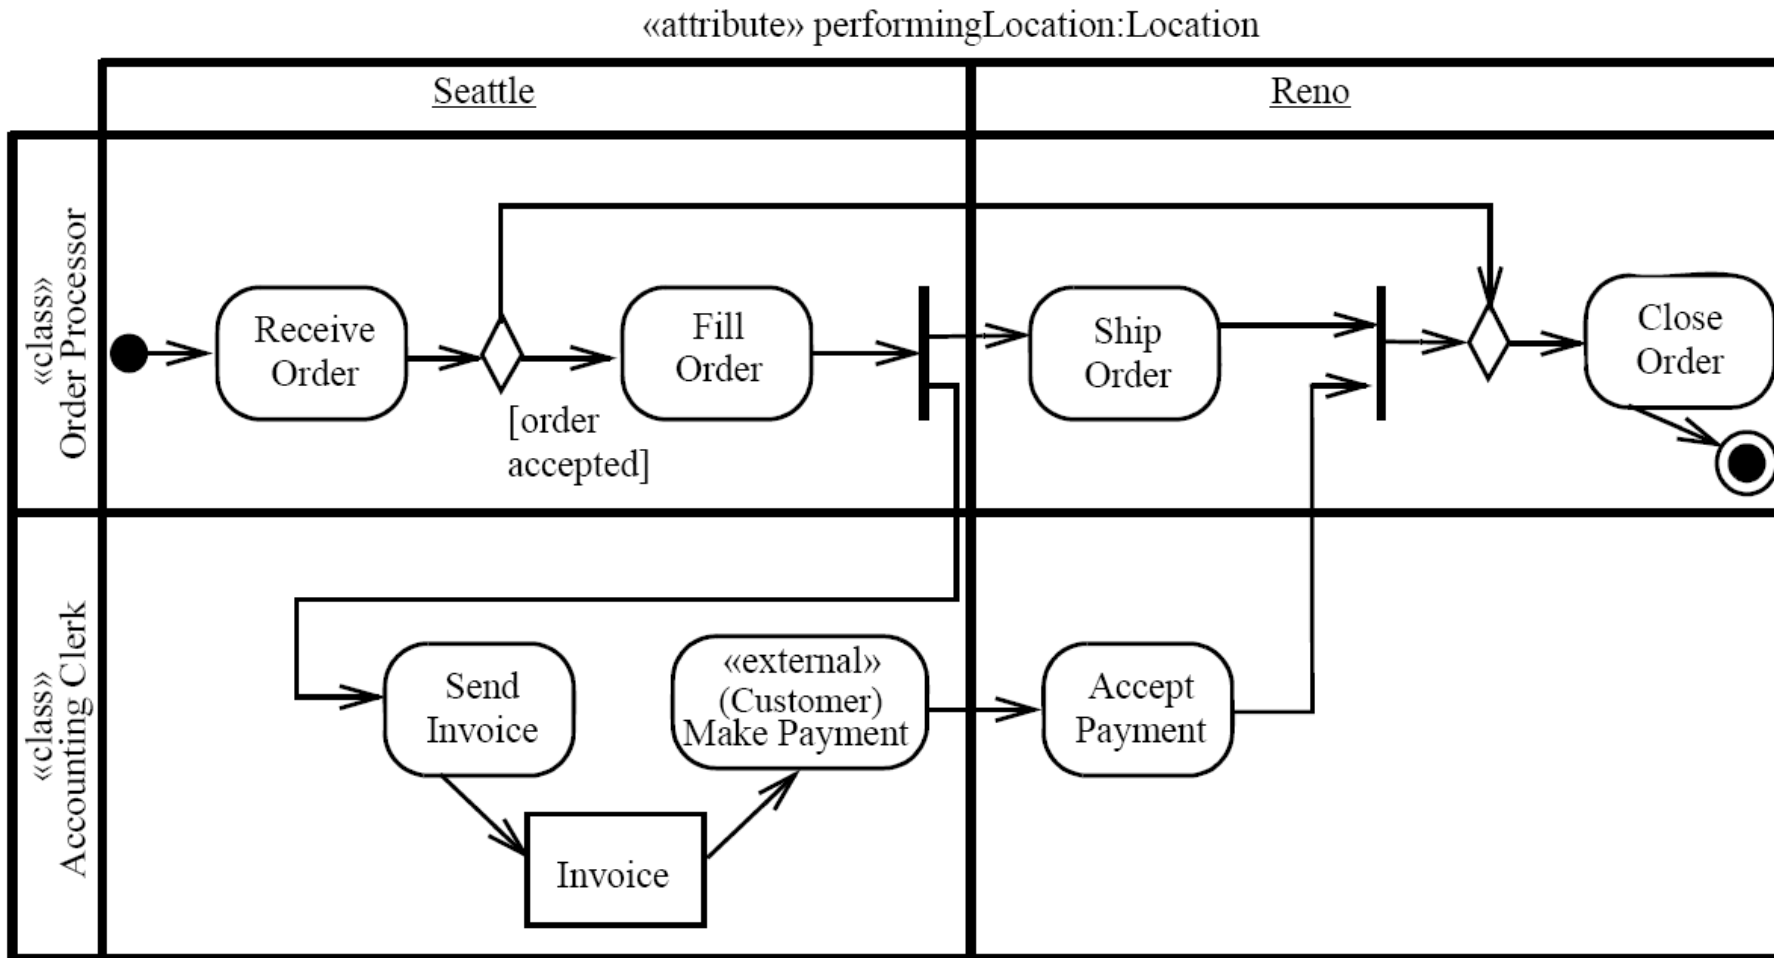 «attribute» performingLocation:Location
Seattle
Reno
«class»
Order Processor
Receive
Order
[order
accepted]
Fill
Order
Ship
Order
Close
Order
«class»
Accounting Clerk
Send
Invoice
«external»
(Customer)
Make Payment
Accept
Payment
Invoice